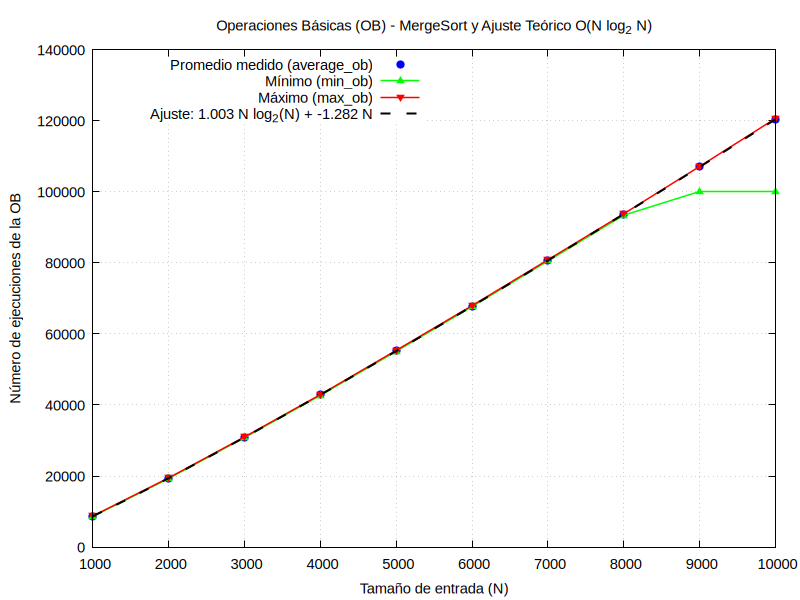 Operaciones Básicas (OB) - MergeSort y Ajuste Teórico O(N log₂ N)
140000
120000
100000
80000
60000
40000
20000
0
Número de ejecuciones de la OB
Promedio medido (average_ob)
Mínimo (min_ob)
Máximo (max_ob)
Ajuste: 1.003 N log₂(N) + -1.282 N
1000 2000 3000 4000 5000 6000 7000 8000 9000 10000
Tamaño de entrada (N)